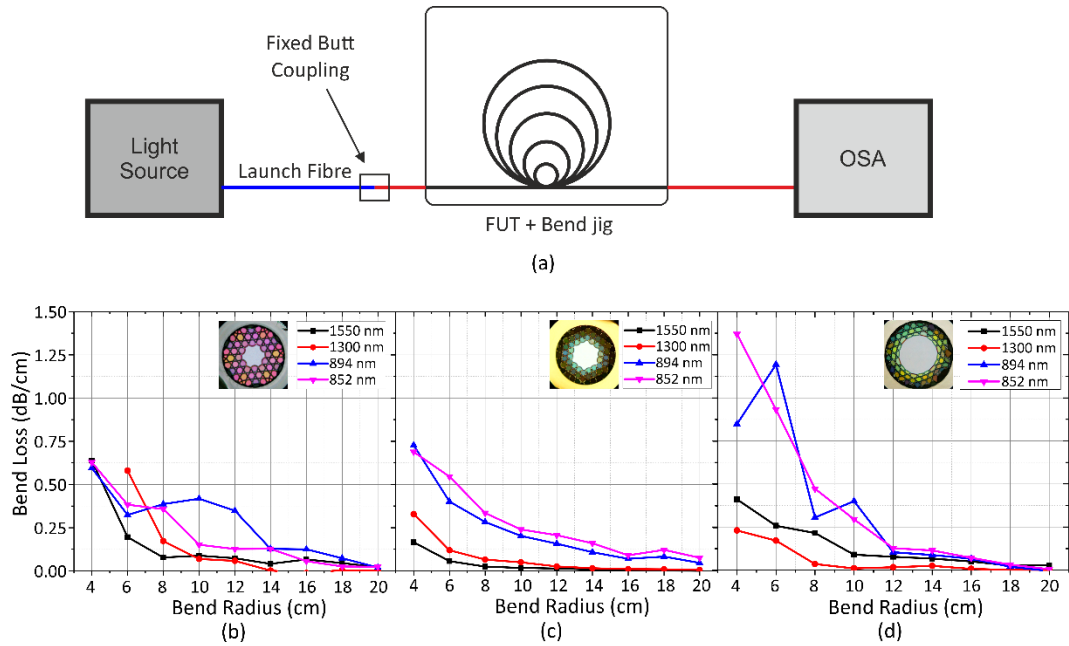 Fixed Butt
Coupling
Light
Source
Launch Fibre
OSA
FUT + Bend jig
(a)
Bend Loss (dB/cm)
1.50
1.25
1.00
0.75
0.50
0.25
0.00
1550 nm
1300 nm
894 nm
852 nm
4 6 8 10 12 14 16 18 20
Bend Radius (cm)
(b)
1550 nm
1300 nm
894 nm
852 nm
4 6 8 10 12 14 16 18 20
Bend Radius (cm)
(c)
1550 nm
1300 nm
894 nm
852 nm
4 6 8 10 12 14 16 18 20
Bend Radius (cm)
(d)